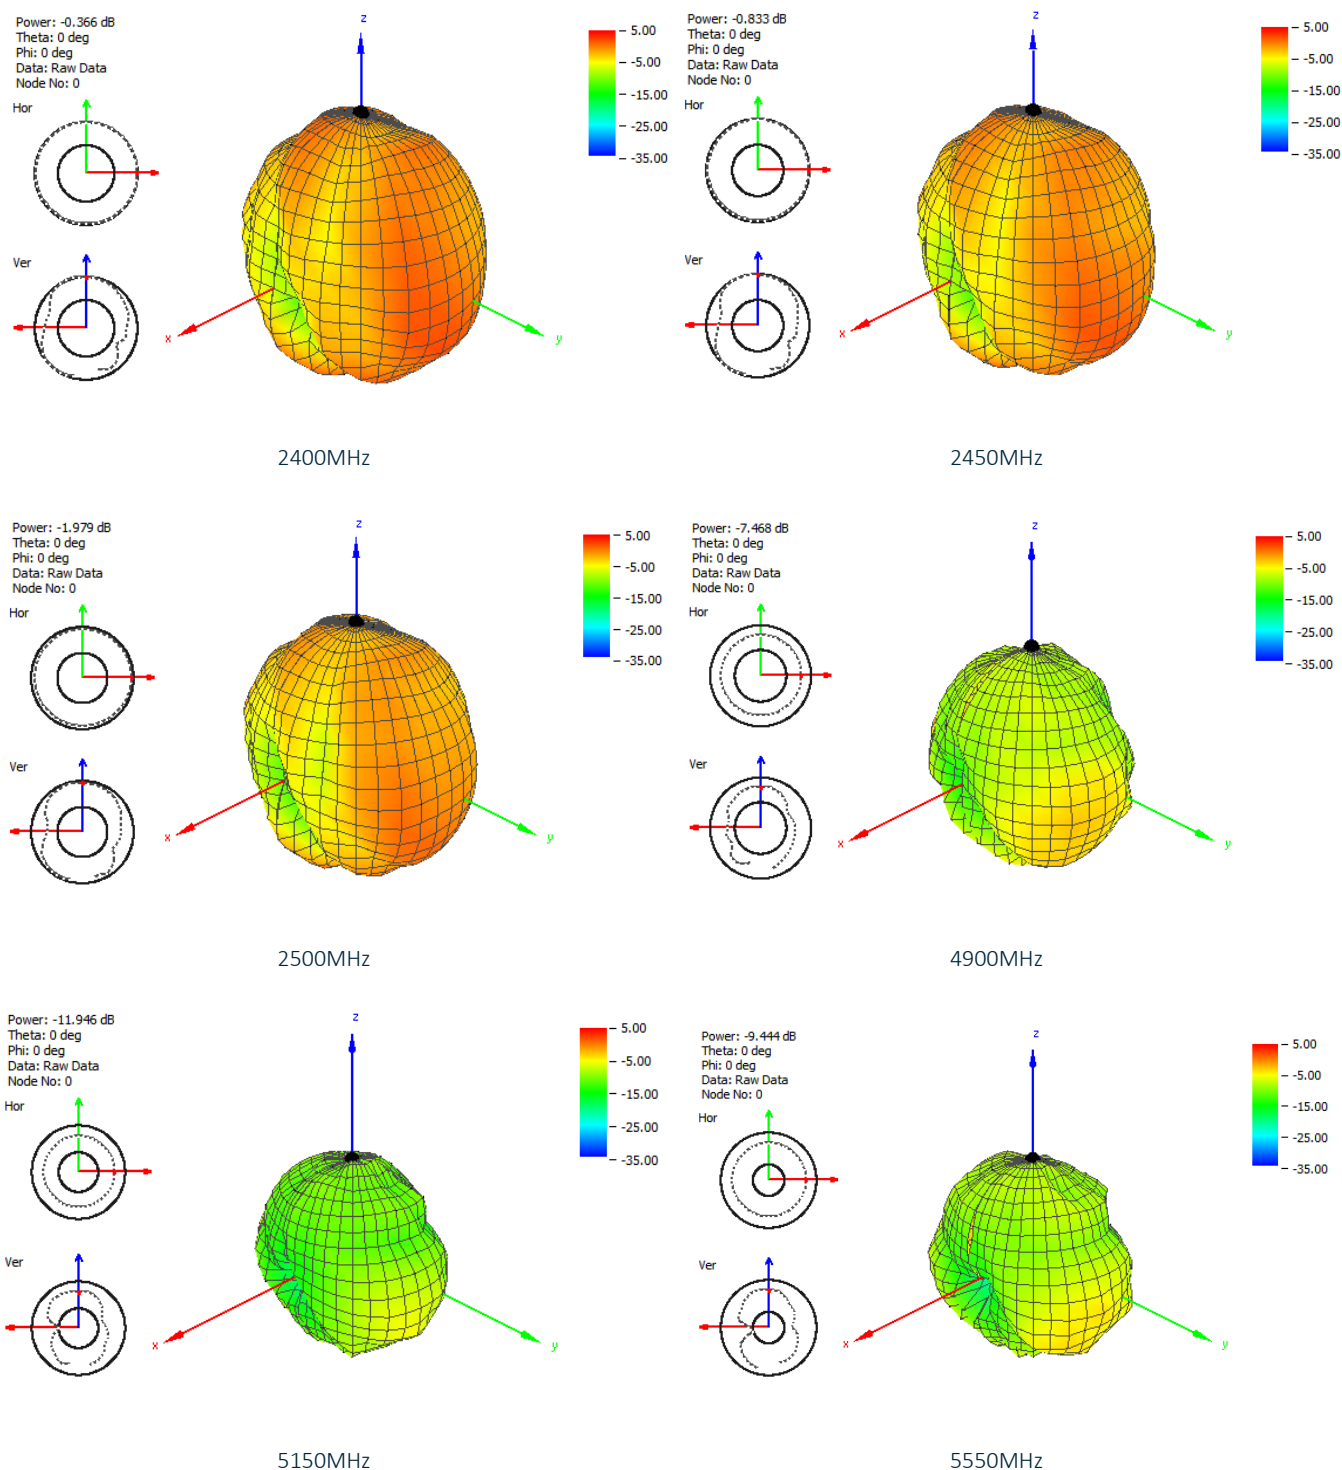 Power: -0.366 dB
Theta: 0 deg
Phi: 0 deg
Data: Raw Data
Node No: 0
Hor
Ver
z
x
y
5.00
-5.00
-15.00
-25.00
-35.00
2400MHz
Power: -0.833 dB
Theta: 0 deg
Phi: 0 deg
Data: Raw Data
Node No: 0
Hor
Ver
z
x
y
5.00
-5.00
-15.00
-25.00
-35.00
2450MHz
Power: -1.979 dB
Theta: 0 deg
Phi: 0 deg
Data: Raw Data
Node No: 0
Hor
Ver
z
x
y
5.00
-5.00
-15.00
-25.00
-35.00
2500MHz
Power: -7.468 dB
Theta: 0 deg
Phi: 0 deg
Data: Raw Data
Node No: 0
Hor
Ver
z
x
y
5.00
-5.00
-15.00
-25.00
-35.00
4900MHz
Power: -11.946 dB
Theta: 0 deg
Phi: 0 deg
Data: Raw Data
Node No: 0
Hor
Ver
z
x
y
5.00
-5.00
-15.00
-25.00
-35.00
5150MHz
Power: -9.444 dB
Theta: 0 deg
Phi: 0 deg
Data: Raw Data
Node No: 0
Hor
Ver
z
x
y
5.00
-5.00
-15.00
-25.00
-35.00
5550MHz